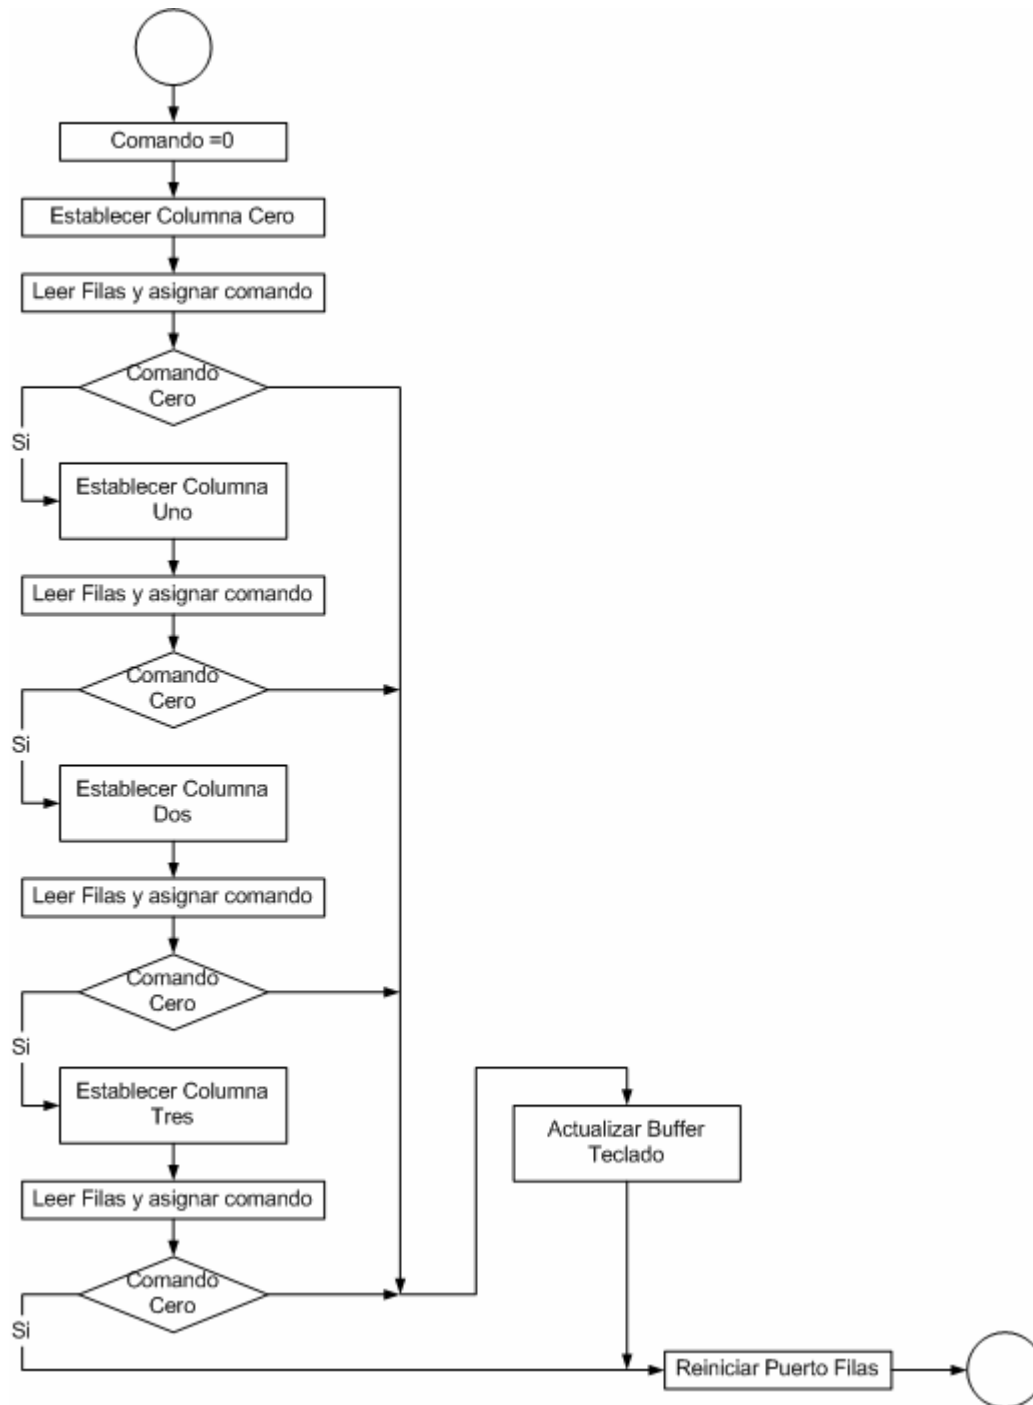 Comando =0
Establecer Columna Cero
Leer Filas y asignar comando
Comando
Cero
Si
Establecer Columna
Uno
Leer Filas y asignar comando
Comando
Cero
Si
Establecer Columna
Dos
Leer Filas y asignar comando
Comando
Cero
Si
Establecer Columna
Tres
Leer Filas y asignar comando
Comando
Cero
Si
Actualizar Buffer
Teclado
Reiniciar Puerto Filas